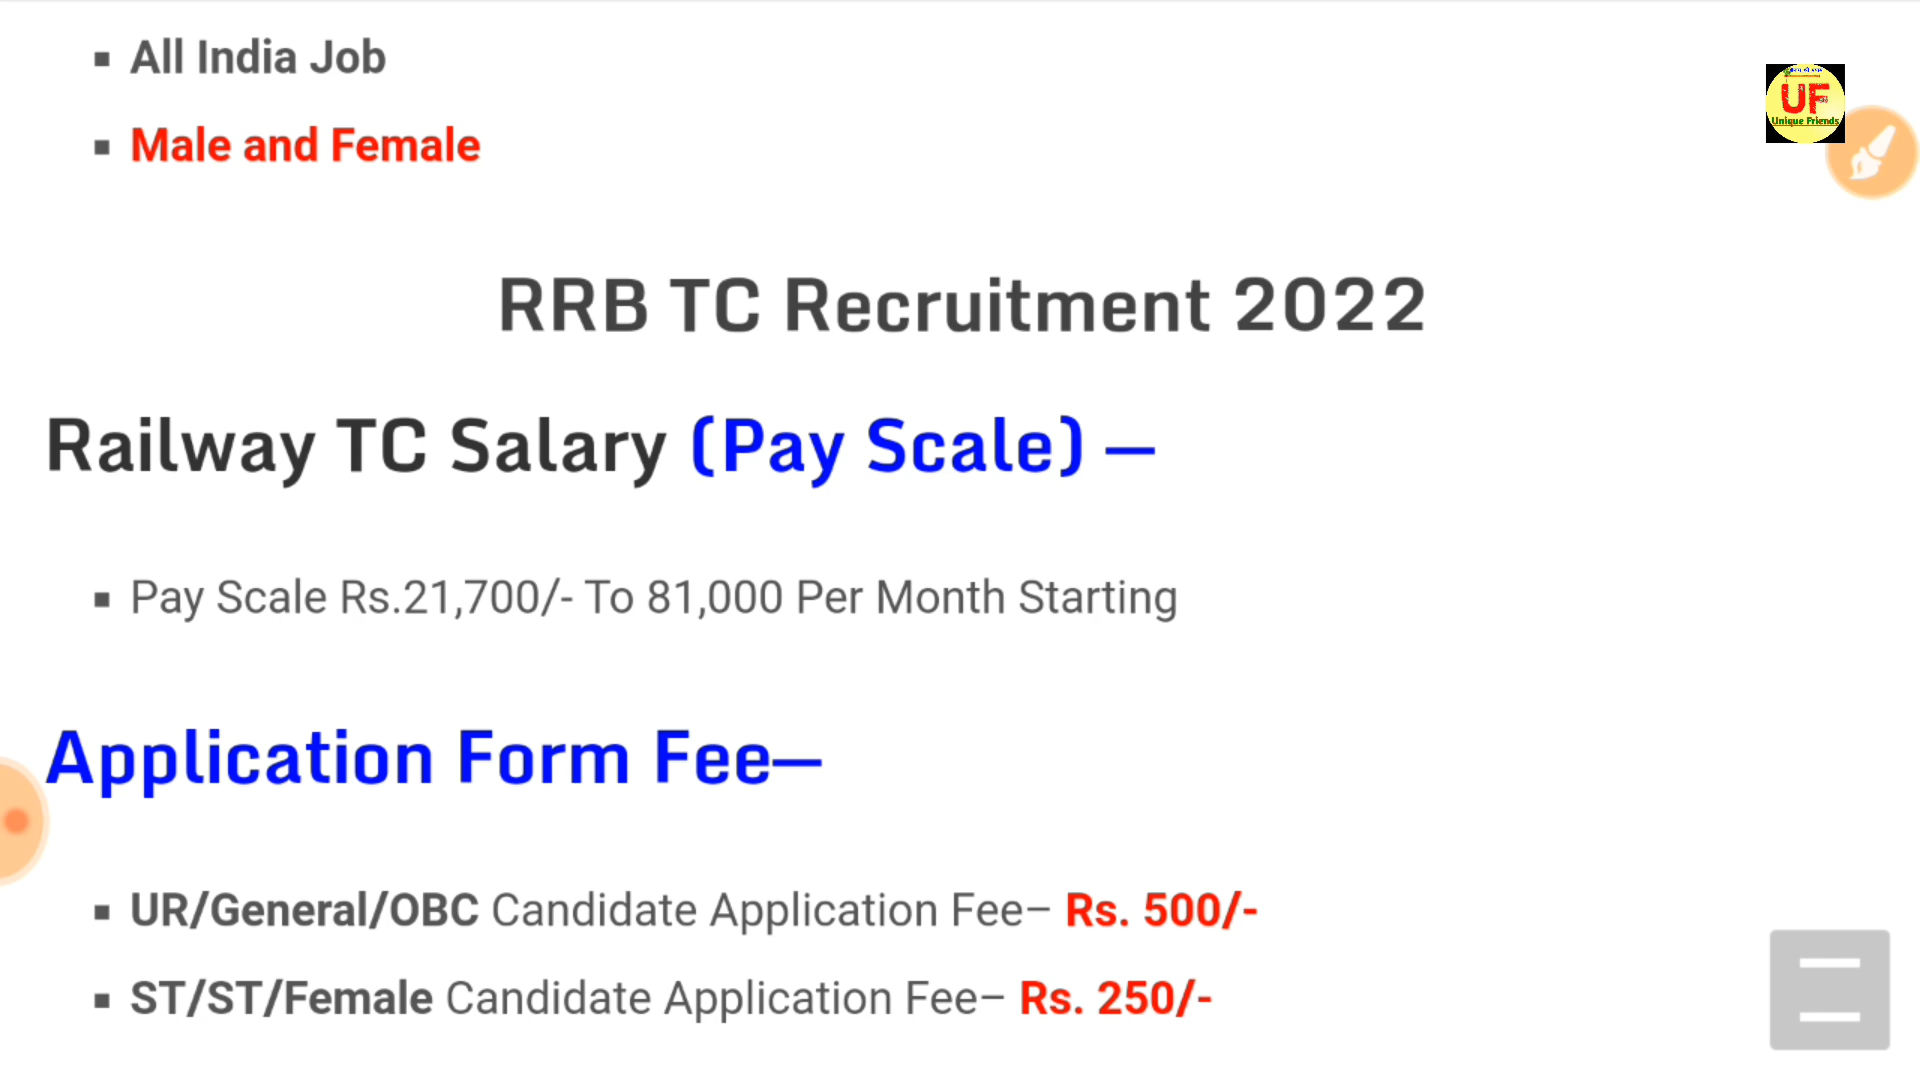 All India Job
Male and Female
UF
Unique Friends
RRB TC Recruitment 2022
Railway TC Salary (Pay Scale) —
Pay Scale Rs.21,700/- To 81,000 Per Month Starting
Application Form Fee—
UR/General/OBC Candidate Application Fee– Rs. 500/-
ST/ST/Female Candidate Application Fee– Rs. 250/-